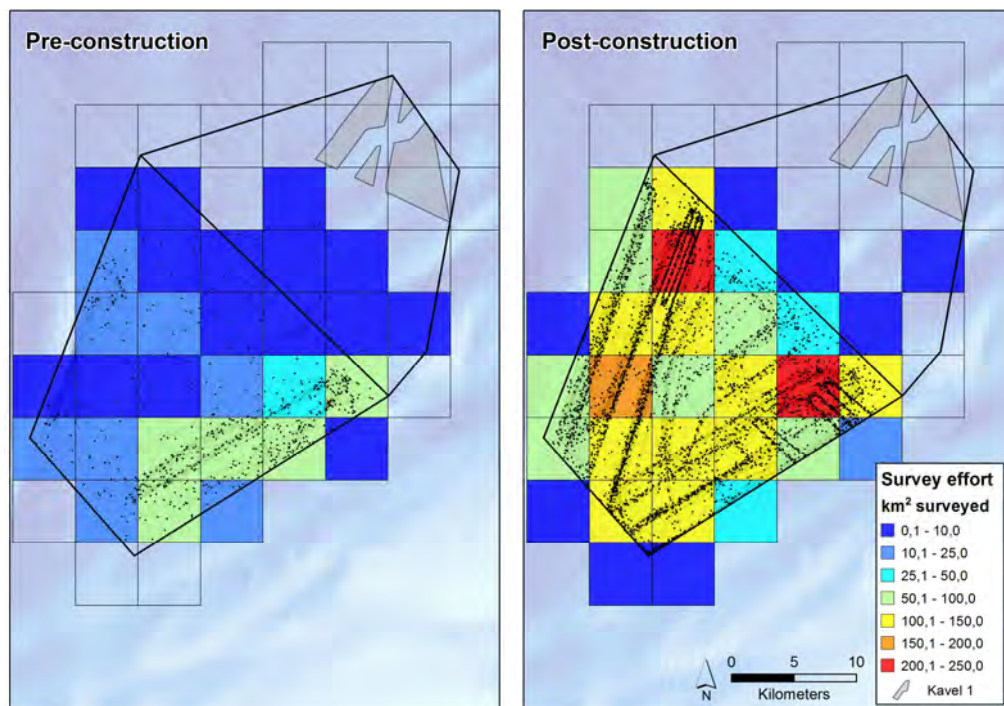 Pre-construction
Post-construction
Survey effort
km² surveyed
0,1 - 10,0
10,1 - 25,0
25,1 - 50,0
50,1 - 100,0
100,1 - 150,0
150,1 - 200,0
200,1 - 250,0
Kavel 1
N
0 5 10
Kilometers